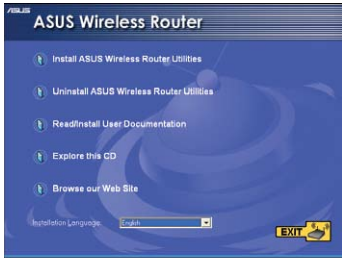 ASUS
ASUS Wireless Router
Install ASUS Wireless Router Utilities
Uninstall ASUS Wireless Router Utilities
Read/Install User Documentation
Explore this CD
Browse our Web Site
Installation Language: English
EXIT